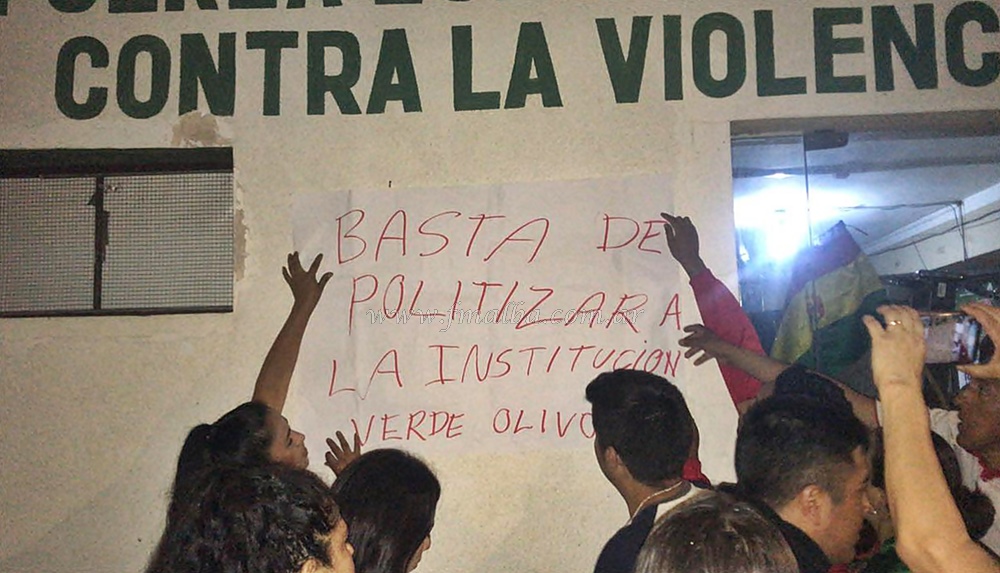 CONTRA LA VIOLENC
BASTA DE
POLITIZAR A
www.fmalba.com.ar
LA INSTITUCION
VERDE OLIVO